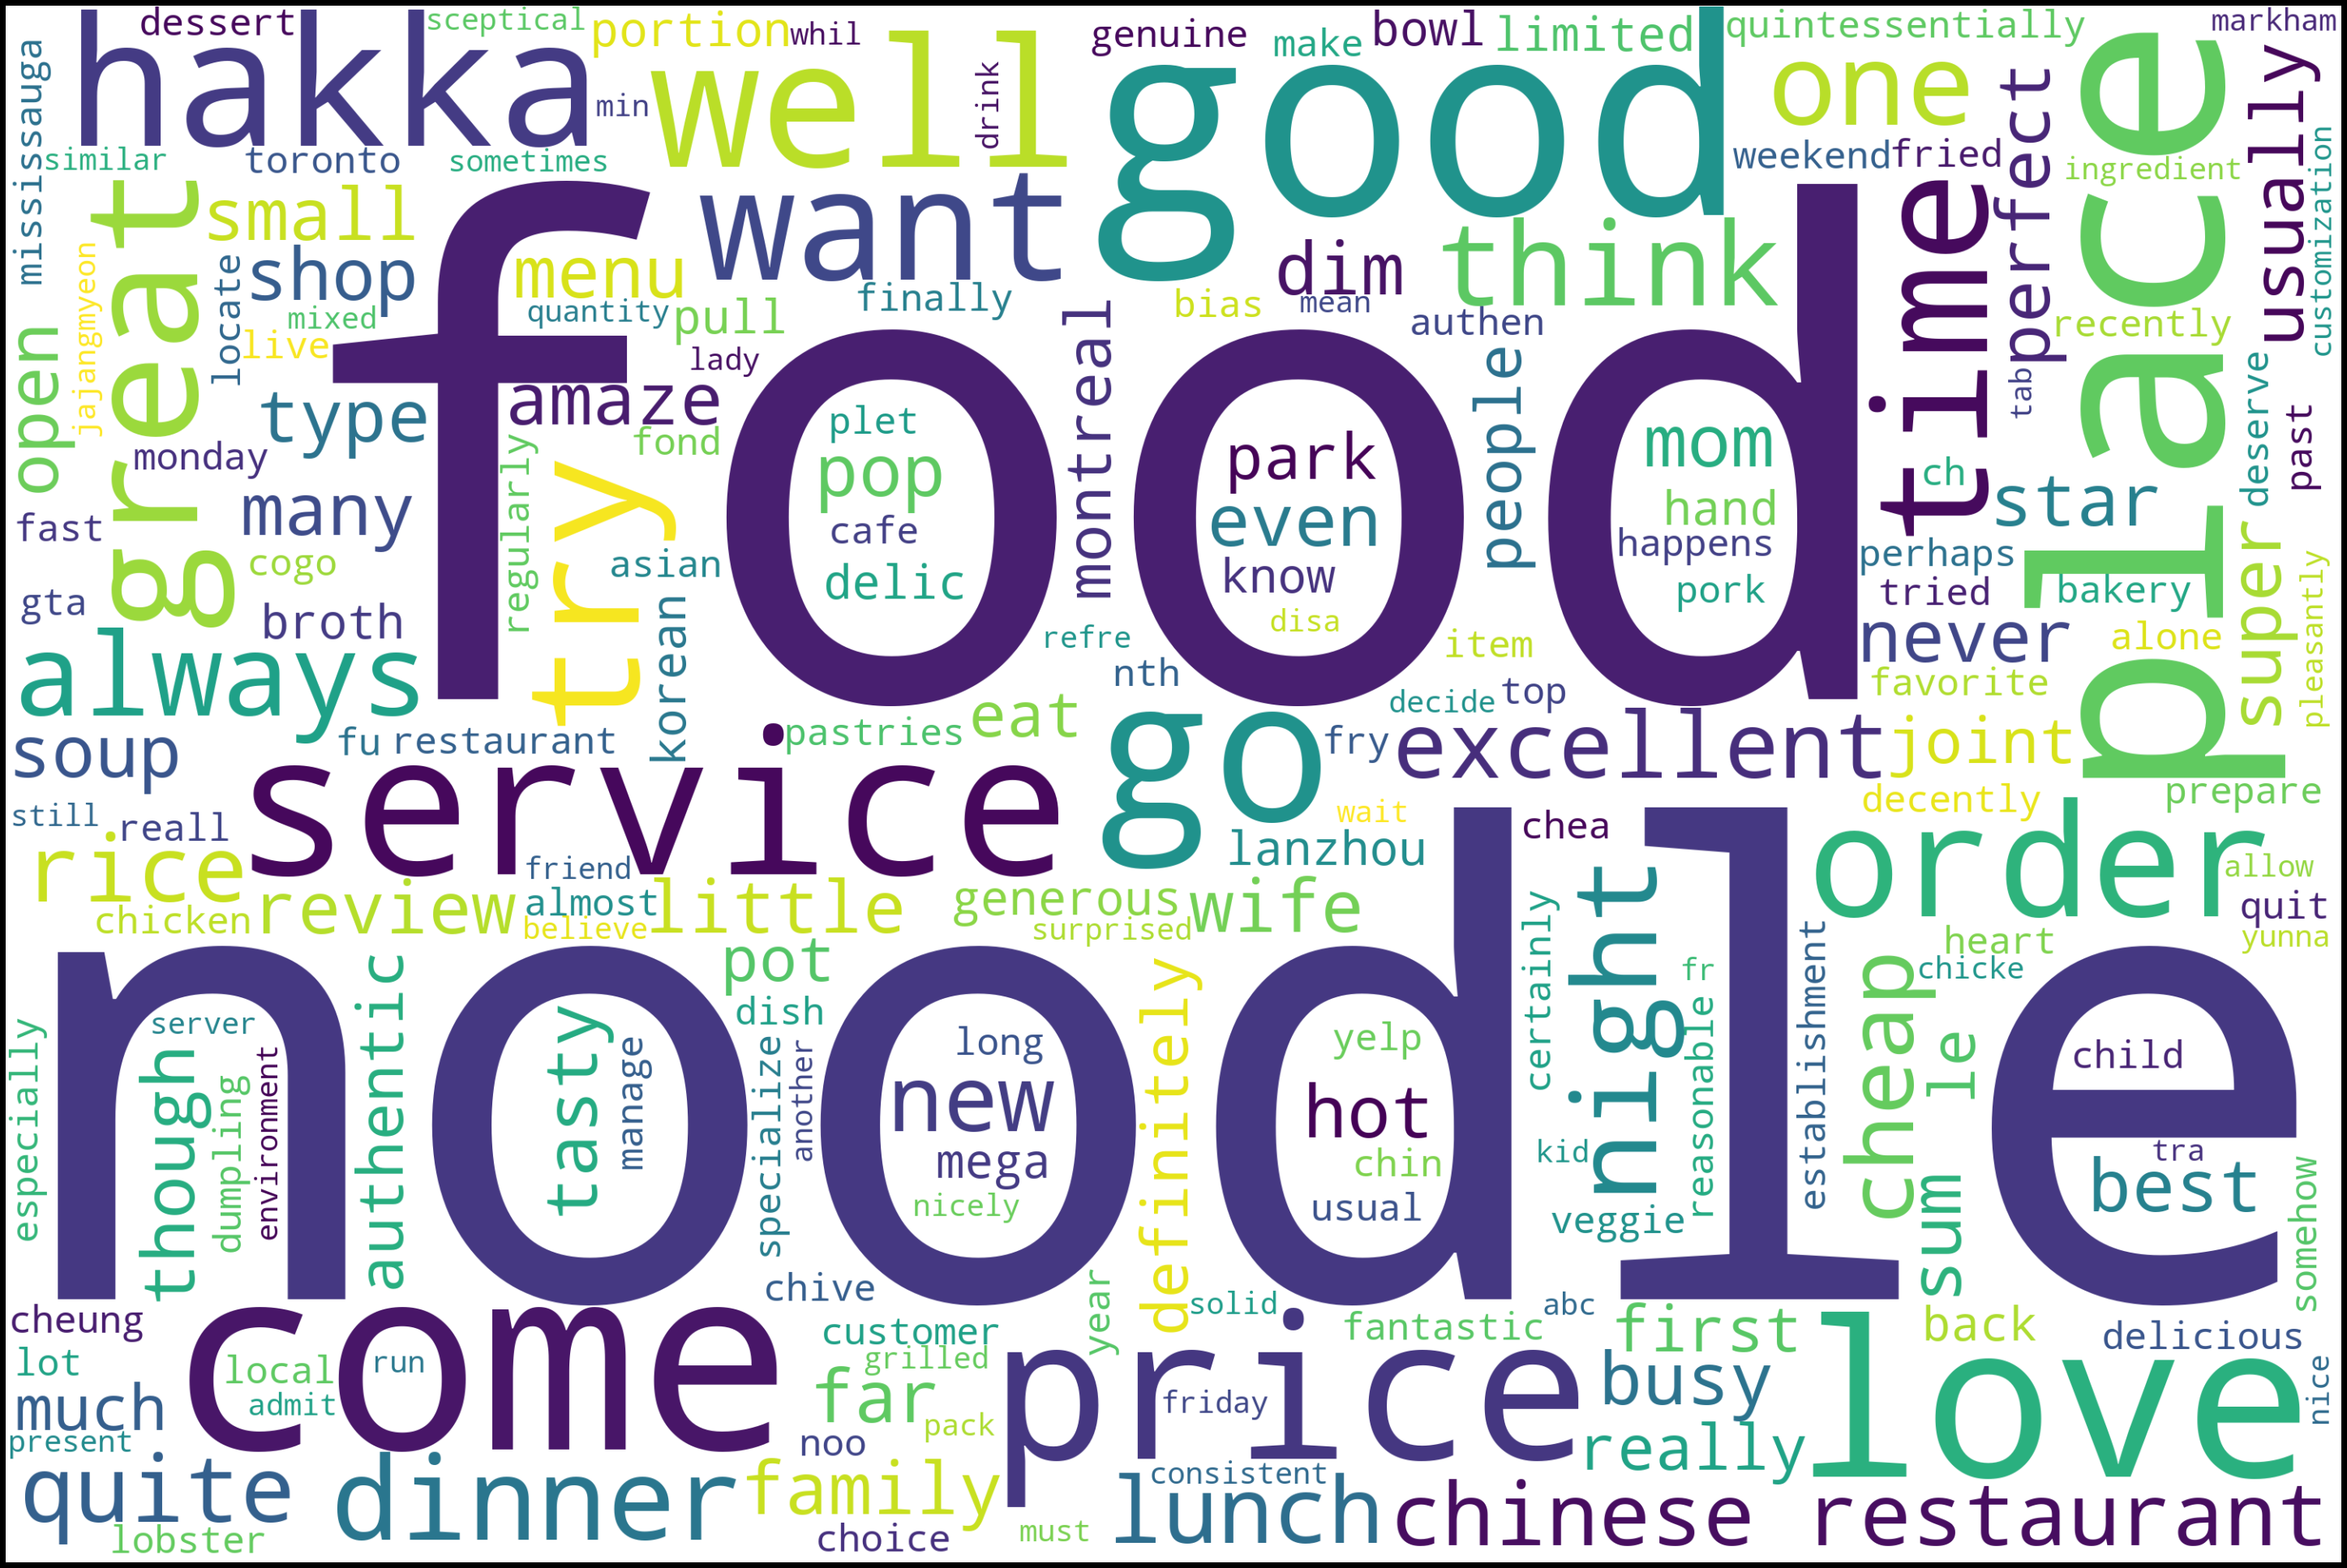 dessert
sceptical
portion
whil
genuine
make
bowl
limited
quintessentially
markham
hakka
well
good
one
place
usually
mississauga
min
drink
similar
toronto
sometimes
weekend
fried
ingredient
customization
great
small
want
food
time
perfect
jajangmyeon
locate
shop
menu
finally
dim
think
quantity
pull
bias
mean
authen
recently
mixed
live
lady
montreal
people
tab
deserve
past
open
type
amaze
plet
park
mom
ch
monday
regularly
try
fond
pop
star
fast
many
cafe
even
hand
happens
perhaps
super
pleasantly
cogo
asian
delic
know
pork
tried
bakery
gta
broth
korean
disa
refre
item
never
alone
always
nth
decide
top
favorite
soup
fu
restaurant
pastries
eat
go
fry
excellent
joint
service
still
reall
wait
chea
decently
prepare
rice
friend
lanzhou
order
allow
chicken
review
almost
little
generous
wife
quit
believe
surprised
certainly
night
heart
yunna
noodle
authentic
pot
definitely
fr
cheap
chicke
especially
server
though
tasty
dish
long
yelp
establishment
le
child
environment
manage
specialize
another
new
hot
reasonable
dumpling
mega
chin
kid
tra
nicely
usual
veggie
sum
best
somehow
chive
year
solid
abc
cheung
come
customer
price
fantastic
first
back
delicious
lot
local
run
grilled
love
nice
much
admit
far
friday
busy
present
noo
pack
really
quite
dinner
family
consistent
lunch
chinese restaurant
lobster
choice
must